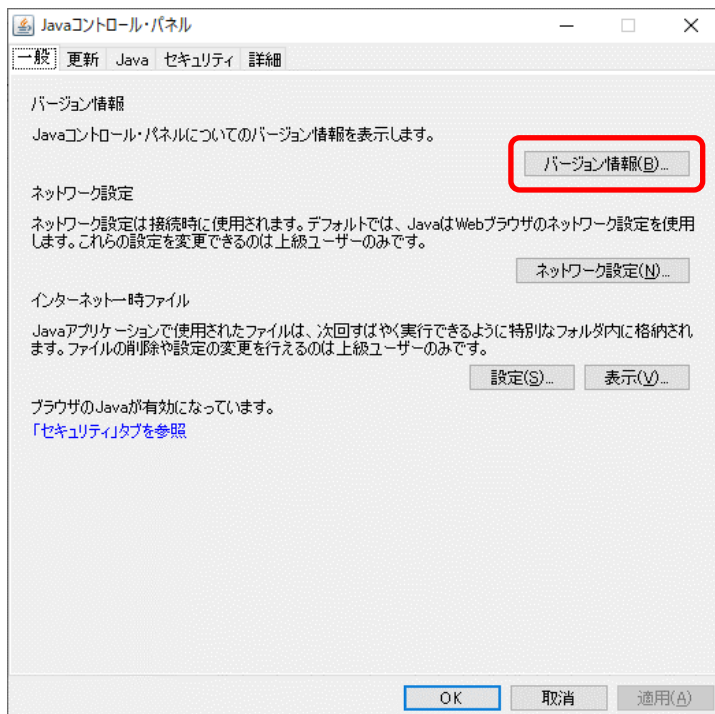 Javaコントロール・パネル
一般 更新 Java セキュリティ 詳細
バージョン情報
Javaコントロール・パネルについてのバージョン情報を表示します。
バージョン情報(B)...
ネットワーク設定
ネットワーク設定は接続時に使用されます。デフォルトでは、JavaはWebブラウザのネットワーク設定を使用
します。これらの設定を変更できるのは上級ユーザーのみです。
ネットワーク設定(N)...
インターネット一時ファイル
Javaアプリケーションで使用されたファイルは、次回すばやく実行できるように特別なフォルダ内に格納され
ます。ファイルの削除や設定の変更を行えるのは上級ユーザーのみです。
設定(S)... 表示(V)...
ブラウザのJavaが有効になっています。
「セキュリティ」タブを参照
OK 取消 適用(A)